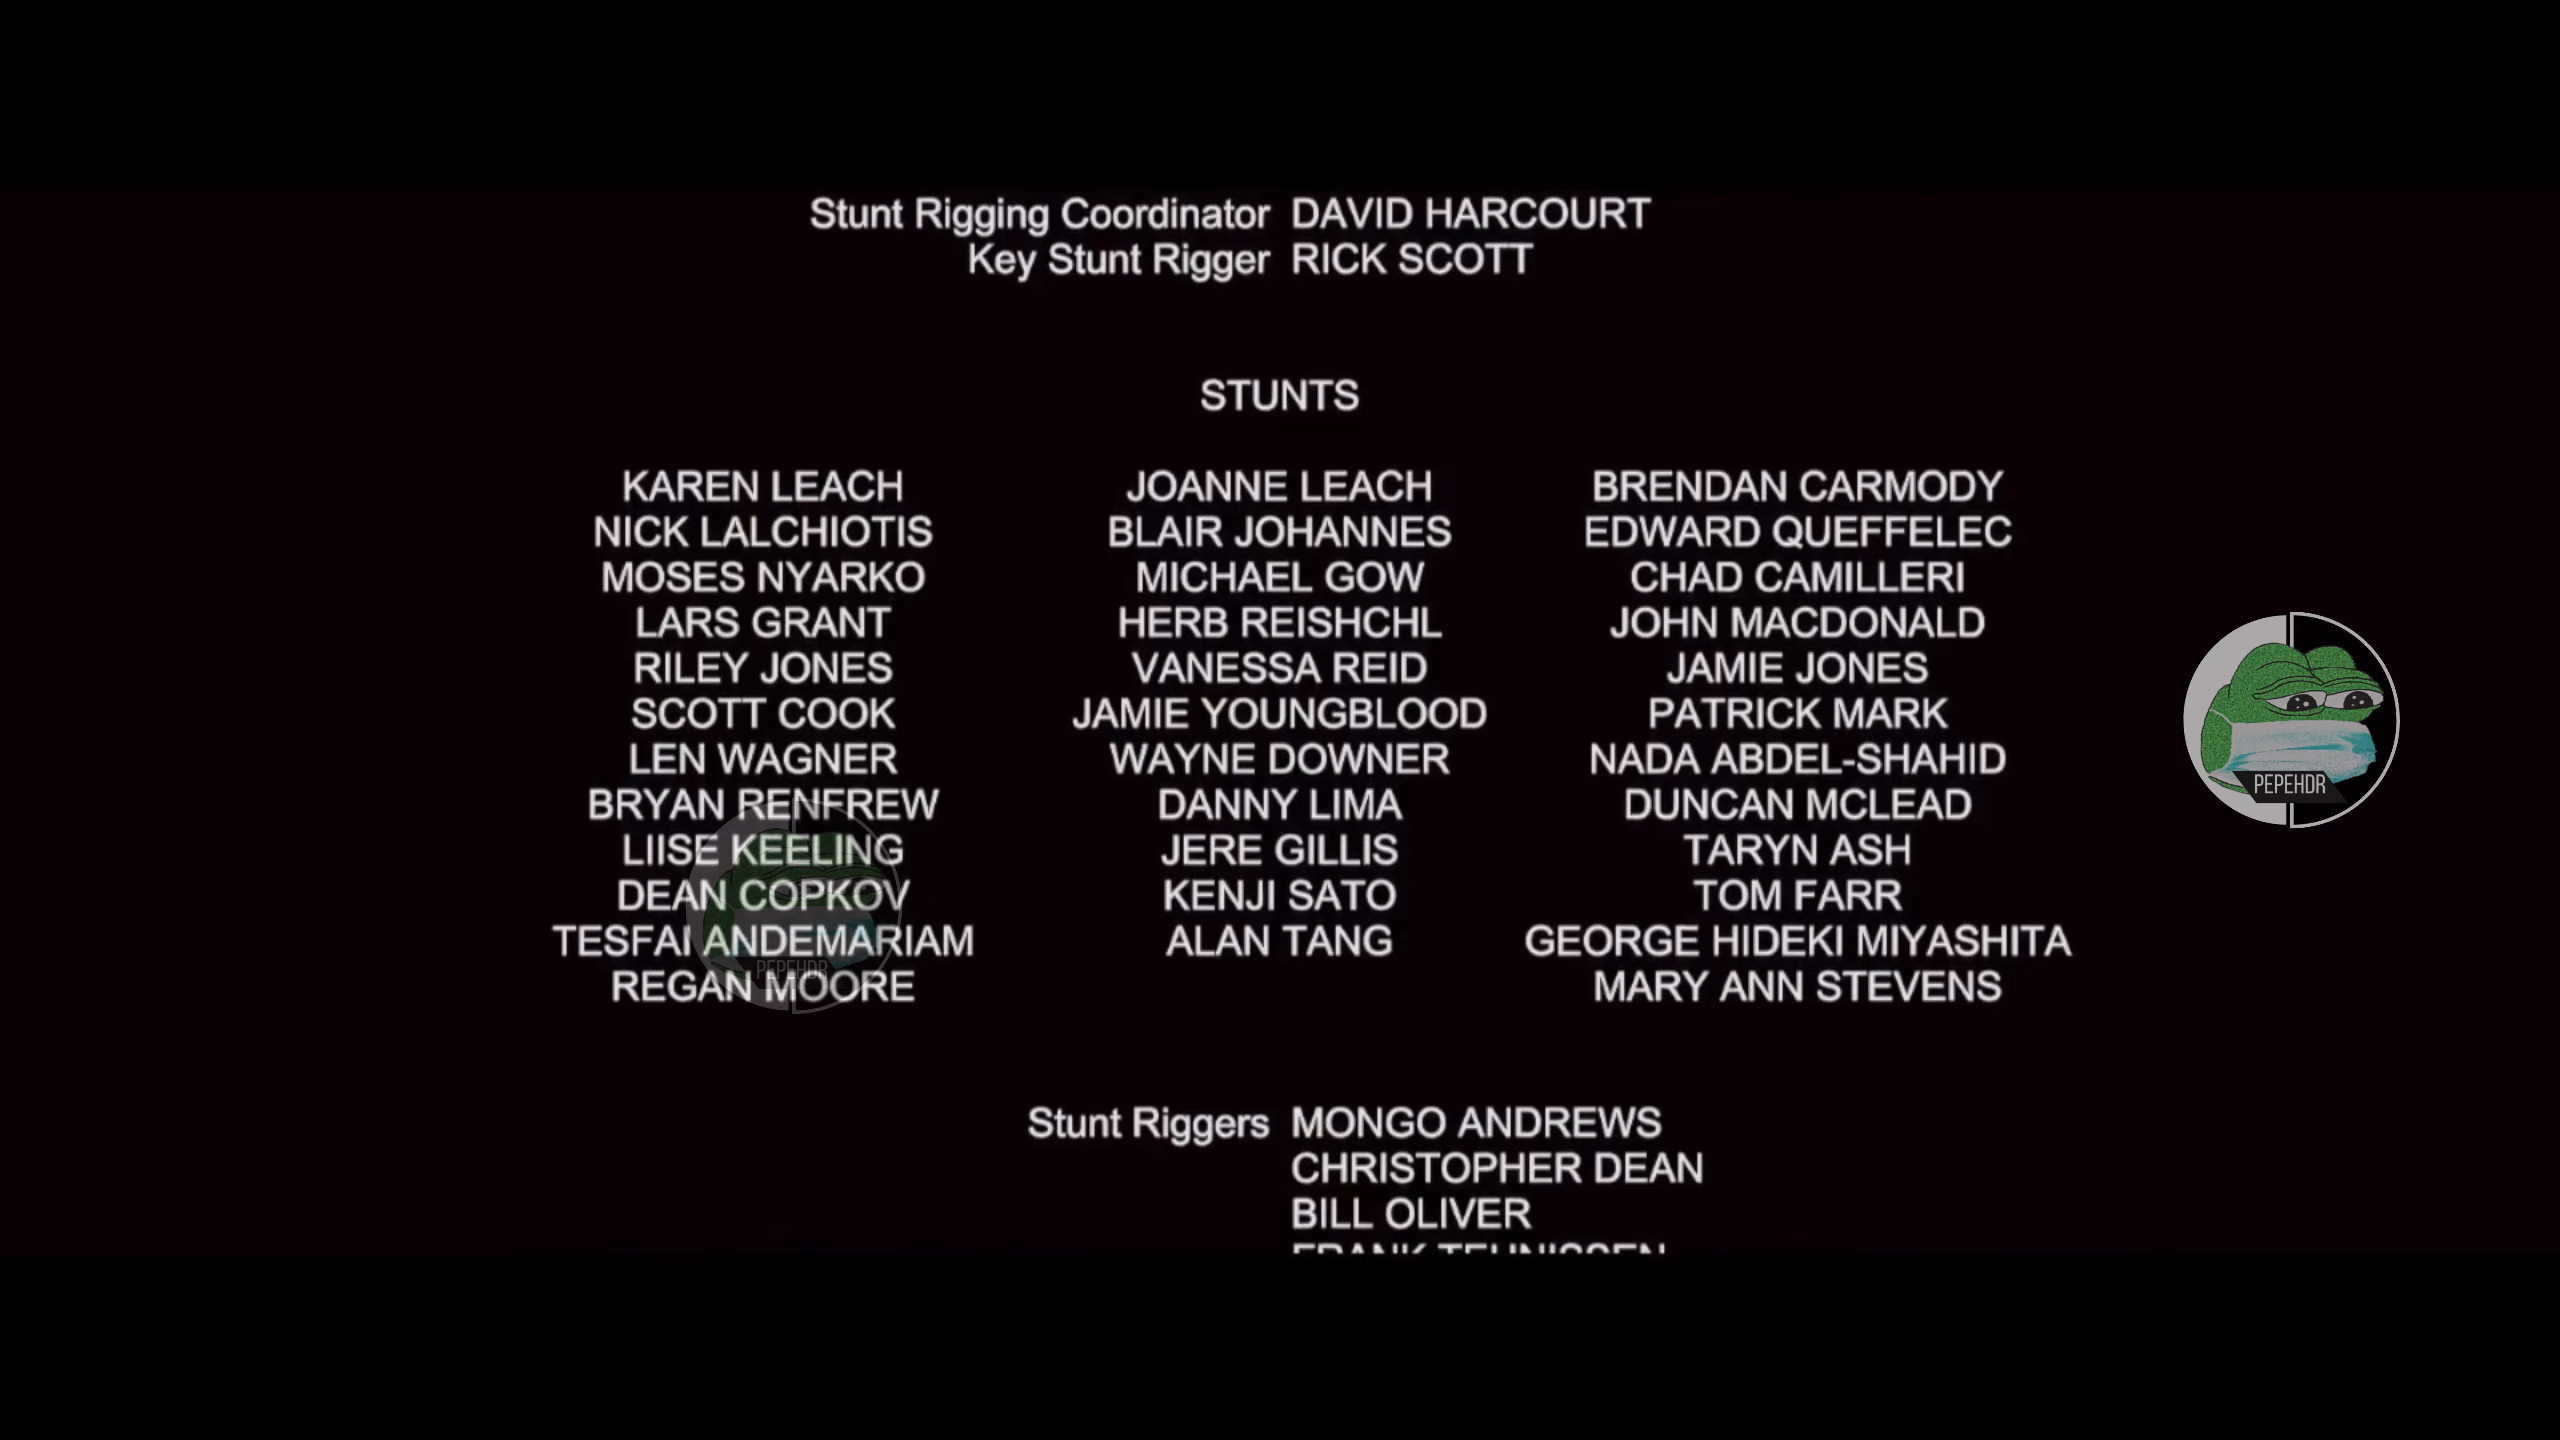 Stunt Rigging Coordinator DAVID HARCOURT
Key Stunt Rigger RICK SCOTT
STUNTS
KAREN LEACH JOANNE LEACH BRENDAN CARMODY
NICK LALCHIOTIS BLAIR JOHANNES EDWARD QUEFFELEC
MOSES NYARKO MICHAEL GOW CHAD CAMILLERI
LARS GRANT HERB REISHCHL JOHN MACDONALD
RILEY JONES VANESSA REID JAMIE JONES
SCOTT COOK JAMIE YOUNGBLOOD PATRICK MARK
LEN WAGNER WAYNE DOWNER NADA ABDEL-SHAHID
PEPEHDR
BRYAN RENFREW DANNY LIMA DUNCAN MCLEAD
LIISE KEELING JERE GILLIS TARYN ASH
DEAN COPKOV KENJI SATO TOM FARR
TESFAI ANDEMARIAM ALAN TANG GEORGE HIDEKI MIYASHITA
PEPEHDR
REGAN MOORE MARY ANN STEVENS
Stunt Riggers MONGO ANDREWS
CHRISTOPHER DEAN
BILL OLIVER
FRANK TEUNISSEN